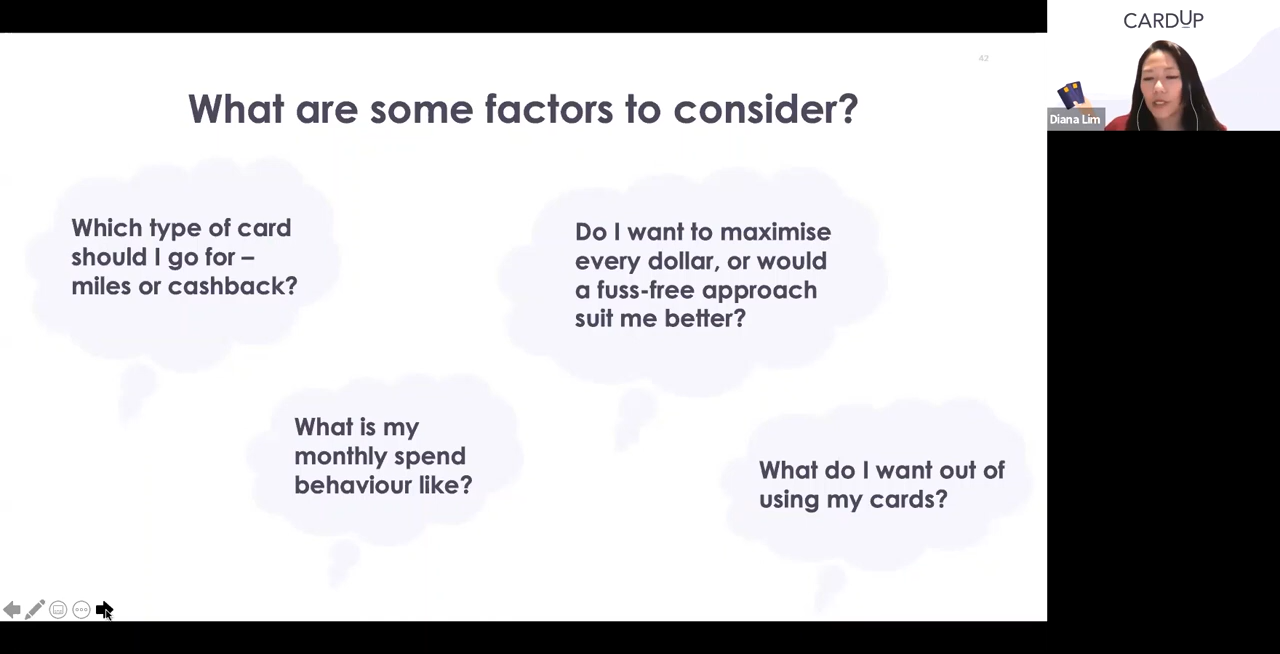 CARDUP
42
What are some factors to consider?
Diana Lim
Which type of card
should I go for –
miles or cashback?
Do I want to maximise
every dollar, or would
a fuss-free approach
suit me better?
What is my
monthly spend
behaviour like?
What do I want out of
using my cards?